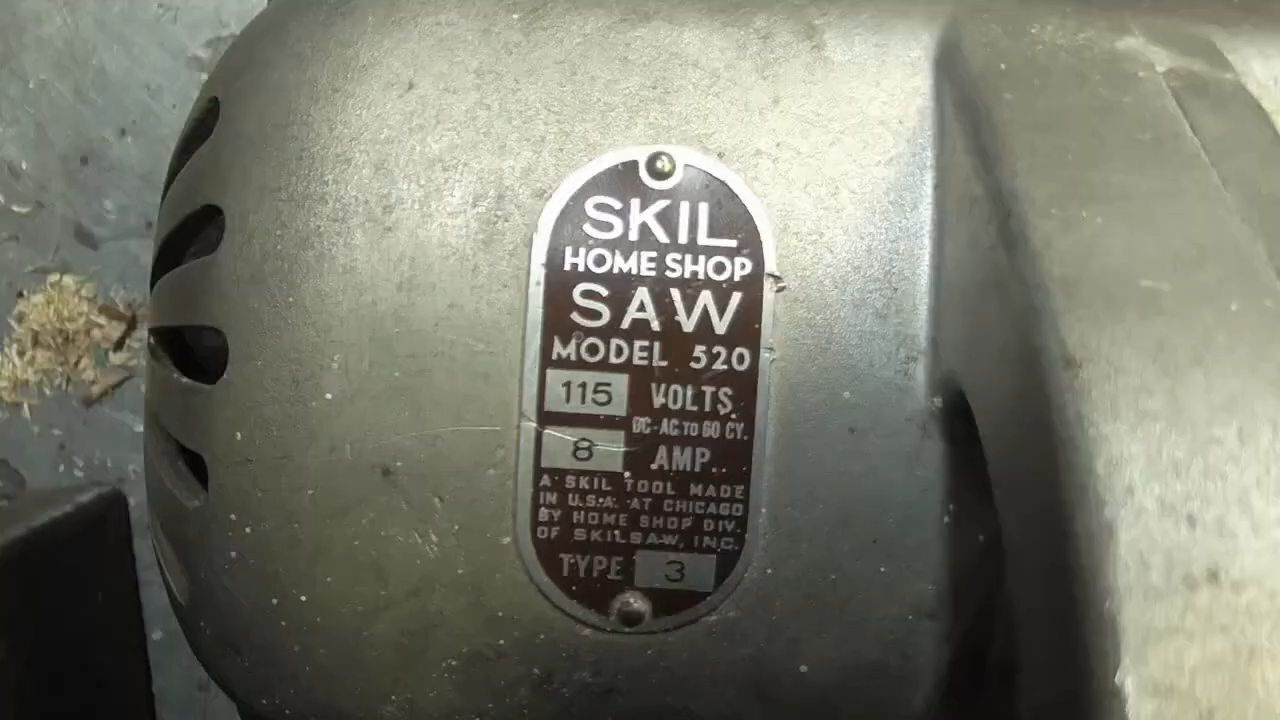 SKIL
HOME SHOP
SAW
MODEL 520
115 VOLTS
DC-AC TO 60 CY.
8 AMP.
A SKIL TOOL MADE
IN U.S.A. AT CHICAGO
BY HOME SHOP DIV.
OF SKILSAW, INC.
TYPE 3